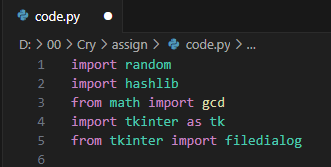 code.py
D: > 00 > Cry > assign > code.py > ...
1 import random
2 import hashlib
3 from math import gcd
4 import tkinter as tk
5 from tkinter import filedialog